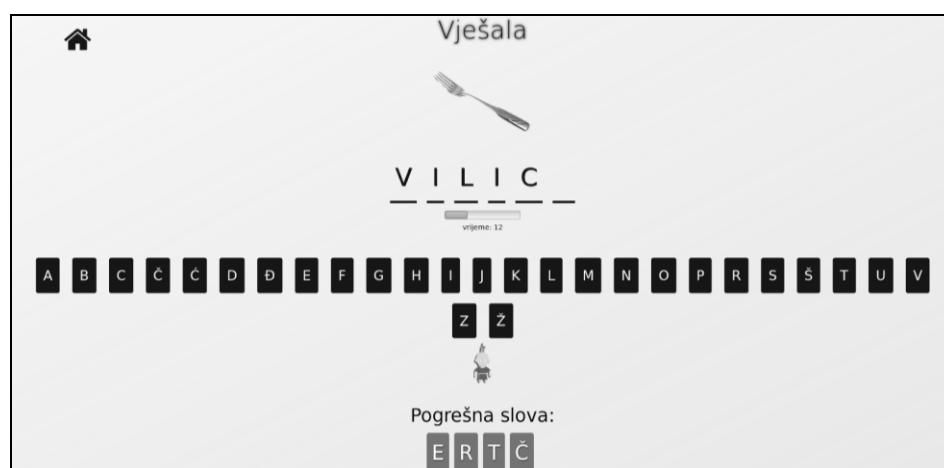 Vješala
V I L I C _
vrijeme: 12
A B C Č Ć D Đ E F G H I J K L M N O P R S Š T U V
Z Ž
Pogrešna slova:
E R T Č